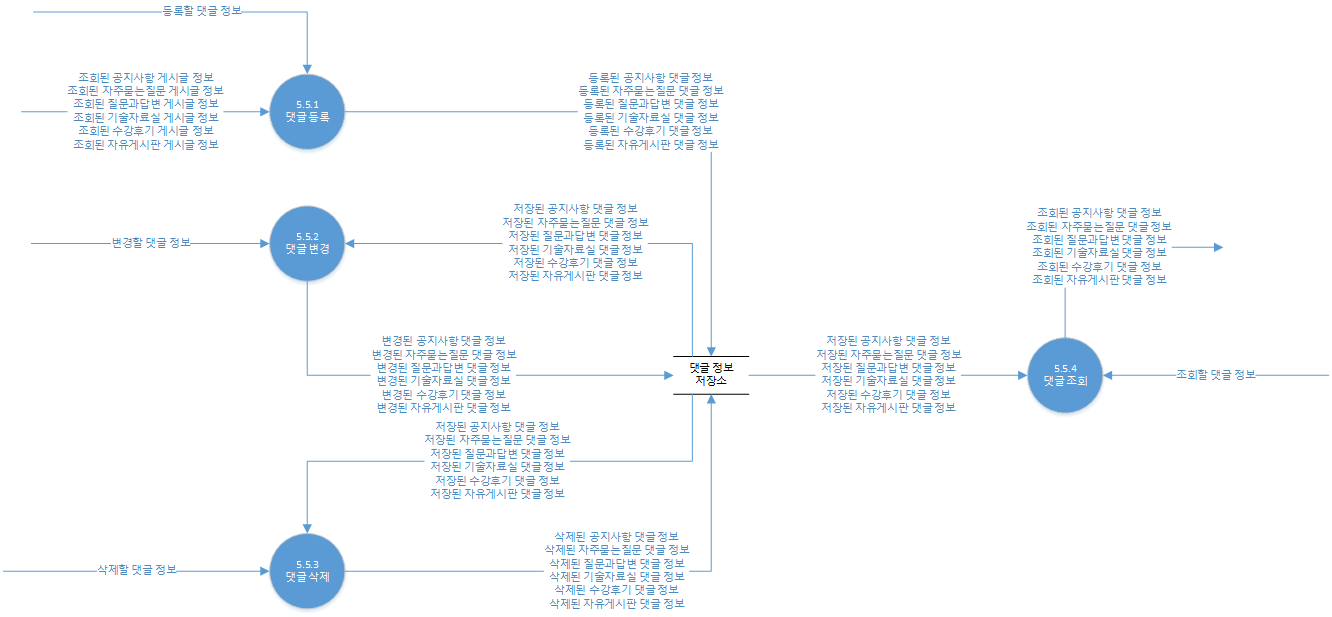 등록할 댓글 정보
조회된 공지사항 게시글 정보
조회된 자주묻는질문 게시글 정보
조회된 질문과답변 게시글 정보
조회된 기술자료실 게시글 정보
조회된 수강후기 게시글 정보
조회된 자유게시판 게시글 정보
5.5.1
댓글 등록
등록된 공지사항 댓글 정보
등록된 자주묻는질문 댓글 정보
등록된 질문과답변 댓글 정보
등록된 기술자료실 댓글 정보
등록된 수강후기 댓글 정보
등록된 자유게시판 댓글 정보
변경할 댓글 정보
5.5.2
댓글 변경
저장된 공지사항 댓글 정보
저장된 자주묻는질문 댓글 정보
저장된 질문과답변 댓글 정보
저장된 기술자료실 댓글 정보
저장된 수강후기 댓글 정보
저장된 자유게시판 댓글 정보
조회된 공지사항 댓글 정보
조회된 자주묻는질문 댓글 정보
조회된 질문과답변 댓글 정보
조회된 기술자료실 댓글 정보
조회된 수강후기 댓글 정보
조회된 자유게시판 댓글 정보
변경된 공지사항 댓글 정보
변경된 자주묻는질문 댓글 정보
변경된 질문과답변 댓글 정보
변경된 기술자료실 댓글 정보
변경된 수강후기 댓글 정보
변경된 자유게시판 댓글 정보
댓글 정보
저장소
저장된 공지사항 댓글 정보
저장된 자주묻는질문 댓글 정보
저장된 질문과답변 댓글 정보
저장된 기술자료실 댓글 정보
저장된 수강후기 댓글 정보
저장된 자유게시판 댓글 정보
5.5.4
댓글 조회
조회할 댓글 정보
저장된 공지사항 댓글 정보
저장된 자주묻는질문 댓글 정보
저장된 질문과답변 댓글 정보
저장된 기술자료실 댓글 정보
저장된 수강후기 댓글 정보
저장된 자유게시판 댓글 정보
삭제할 댓글 정보
5.5.3
댓글 삭제
삭제된 공지사항 댓글 정보
삭제된 자주묻는질문 댓글 정보
삭제된 질문과답변 댓글 정보
삭제된 기술자료실 댓글 정보
삭제된 수강후기 댓글 정보
삭제된 자유게시판 댓글 정보